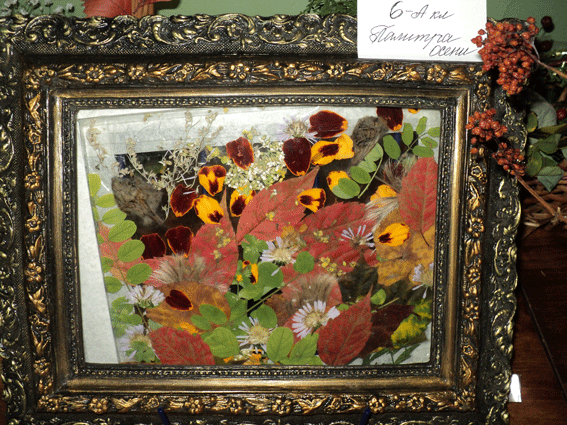 6-А кл
Палитра
осени